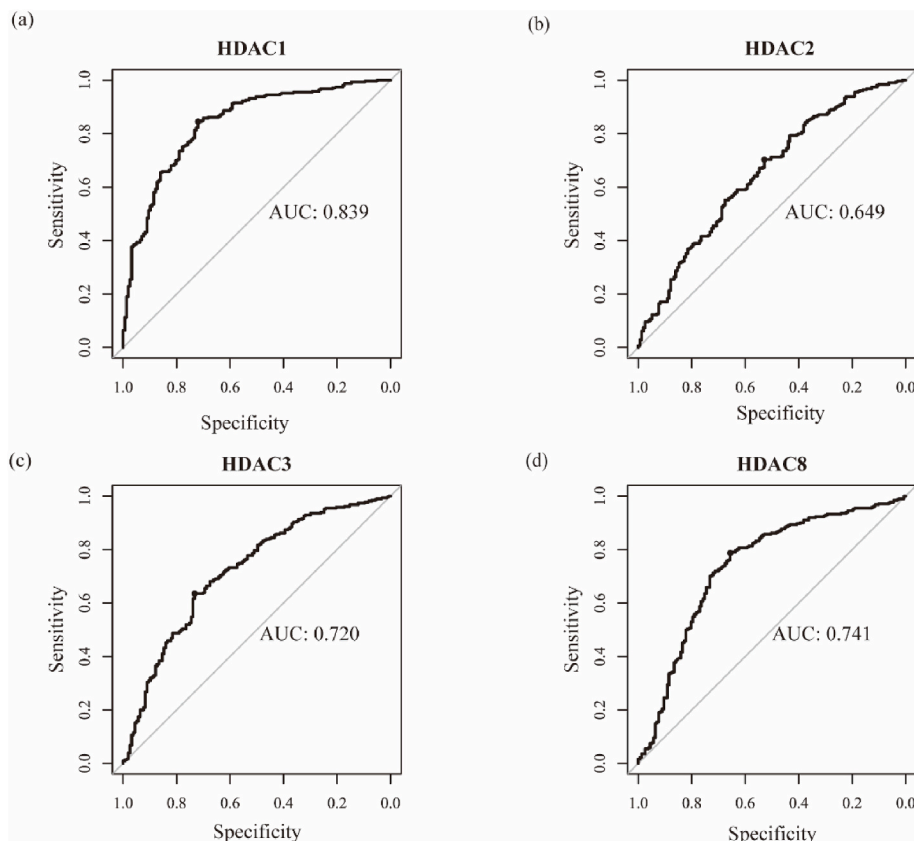 (a)
HDAC1
Sensitivity
1.0
0.8
0.6
0.4
0.2
0.0
AUC: 0.839
1.0 0.8 0.6 0.4 0.2 0.0
Specificity
(b)
HDAC2
Sensitivity
1.0
0.8
0.6
0.4
0.2
0.0
AUC: 0.649
1.0 0.8 0.6 0.4 0.2 0.0
Specificity
(c)
HDAC3
Sensitivity
1.0
0.8
0.6
0.4
0.2
0.0
AUC: 0.720
1.0 0.8 0.6 0.4 0.2 0.0
Specificity
(d)
HDAC8
Sensitivity
1.0
0.8
0.6
0.4
0.2
0.0
AUC: 0.741
1.0 0.8 0.6 0.4 0.2 0.0
Specificity